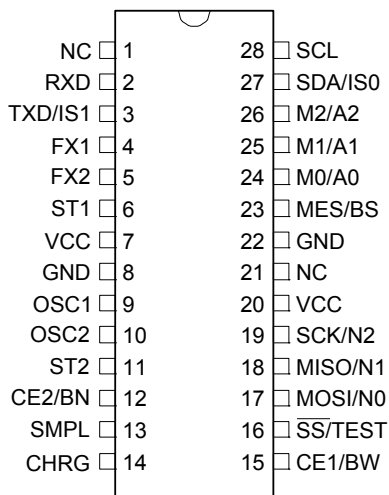 NC 1 28 SCL
RXD 2 27 SDA/IS0
TXD/IS1 3 26 M2/A2
FX1 4 25 M1/A1
FX2 5 24 M0/A0
ST1 6 23 MES/BS
VCC 7 22 GND
GND 8 21 NC
OSC1 9 20 VCC
OSC2 10 19 SCK/N2
ST2 11 18 MISO/N1
CE2/BN 12 17 MOSI/N0
SMPL 13 16 S̅S̅/TEST
CHRG 14 15 CE1/BW